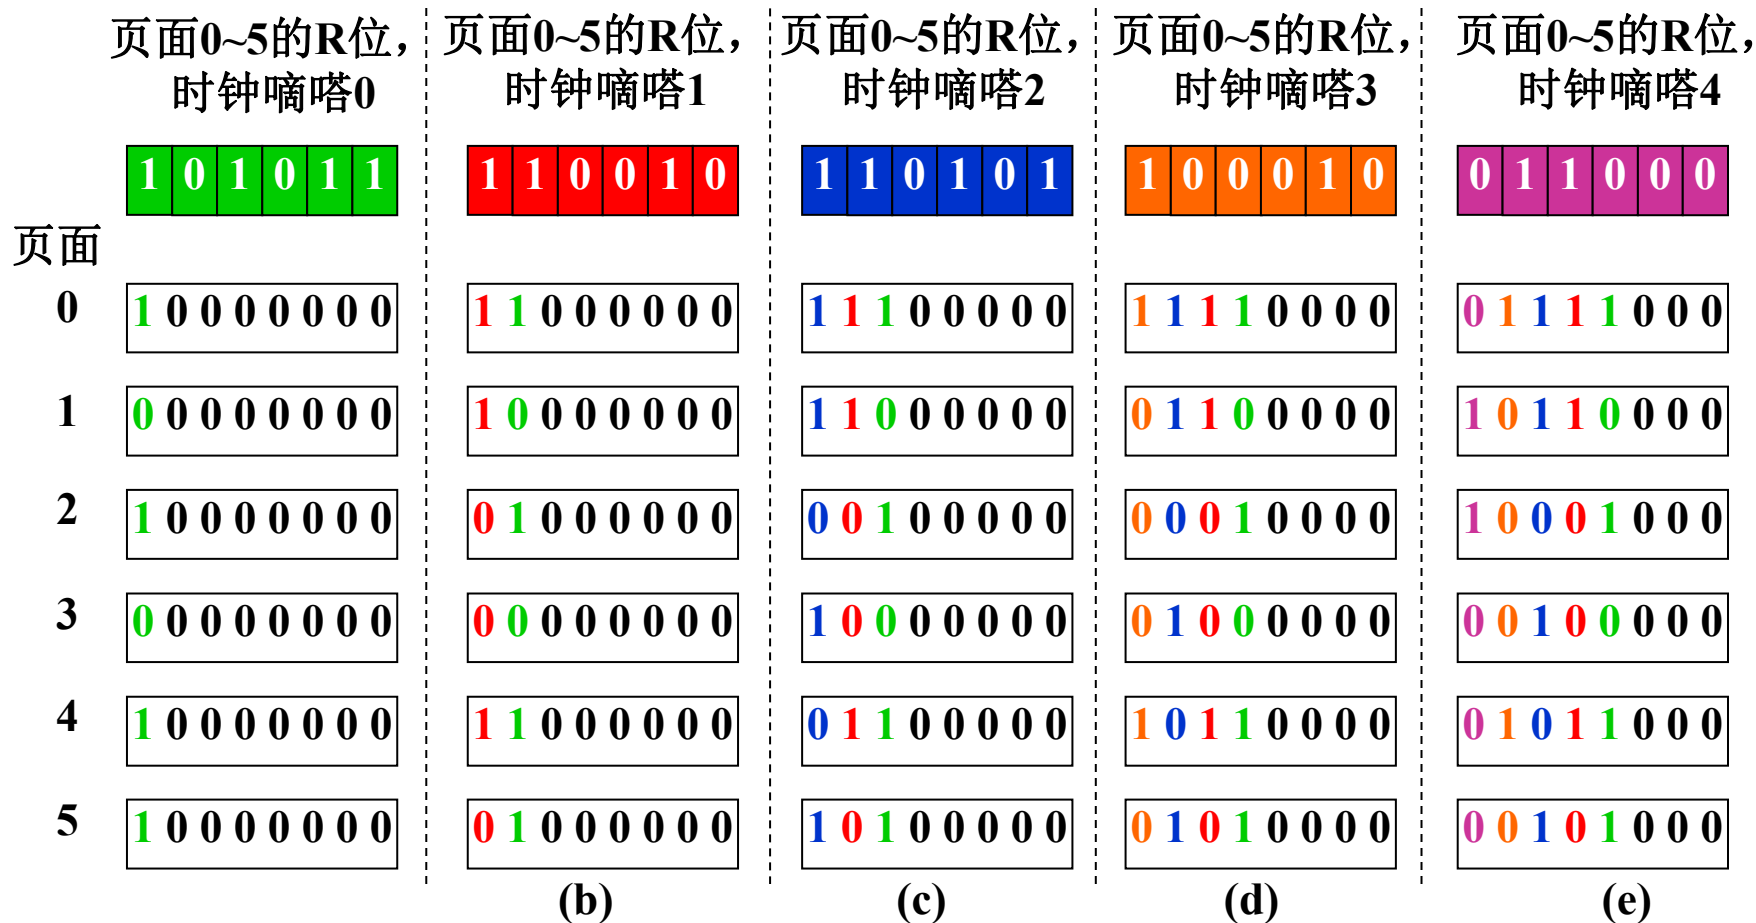 页面0~5的R位, 页面0~5的R位, 页面0~5的R位, 页面0~5的R位, 页面0~5的R位,
时钟嘀嗒0 时钟嘀嗒1 时钟嘀嗒2 时钟嘀嗒3 时钟嘀嗒4
1 0 1 0 1 1 1 1 0 0 1 0 1 1 0 1 0 1 1 0 0 0 1 0 0 1 1 0 0 0
页面
0 1 0 0 0 0 0 0 0 1 1 0 0 0 0 0 0 1 1 1 0 0 0 0 0 1 1 1 1 0 0 0 0 0 1 1 1 1 0 0 0
1 0 0 0 0 0 0 0 0 1 0 0 0 0 0 0 0 1 1 0 0 0 0 0 0 0 1 1 0 0 0 0 0 1 0 1 1 0 0 0 0
2 1 0 0 0 0 0 0 0 0 1 0 0 0 0 0 0 0 0 1 0 0 0 0 0 0 0 0 1 0 0 0 0 1 0 0 0 1 0 0 0
3 0 0 0 0 0 0 0 0 0 0 0 0 0 0 0 0 1 0 0 0 0 0 0 0 0 1 0 0 0 0 0 0 0 0 1 0 0 0 0 0
4 1 0 0 0 0 0 0 0 1 1 0 0 0 0 0 0 0 1 1 0 0 0 0 0 1 0 1 1 0 0 0 0 0 1 0 1 1 0 0 0
5 1 0 0 0 0 0 0 0 0 1 0 0 0 0 0 0 1 0 1 0 0 0 0 0 0 1 0 1 0 0 0 0 0 0 1 0 1 0 0 0
(b) (c) (d) (e)